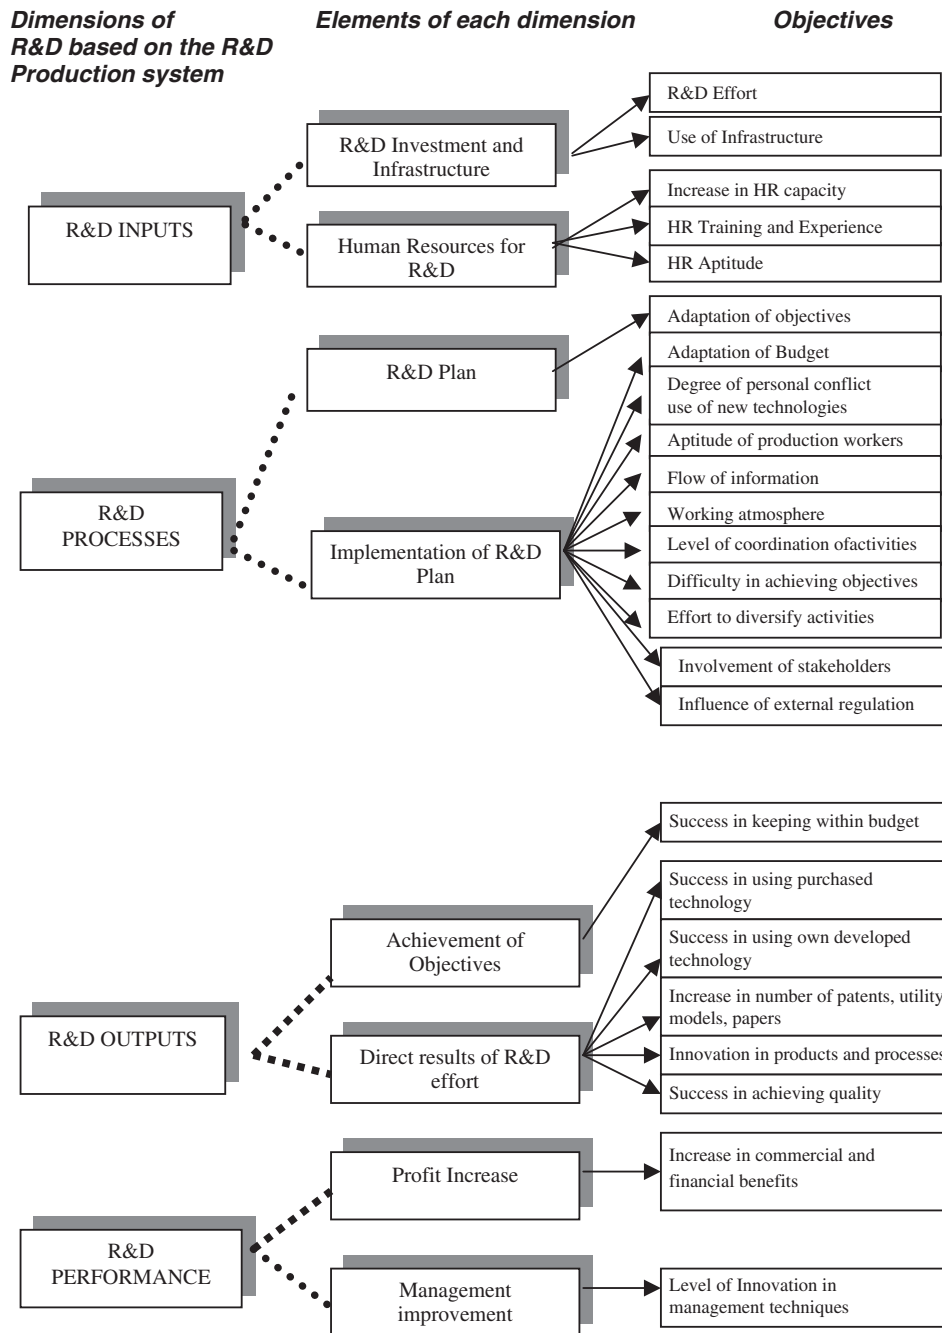 Dimensions of
R&D based on the R&D
Production system
Elements of each dimension
Objectives
R&D INPUTS
R&D Investment and
Infrastructure
R&D Effort
Use of Infrastructure
Human Resources for
R&D
Increase in HR capacity
HR Training and Experience
HR Aptitude
R&D
PROCESSES
R&D Plan
Adaptation of objectives
Implementation of R&D
Plan
Adaptation of Budget
Degree of personal conflict
use of new technologies
Aptitude of production workers
Flow of information
Working atmosphere
Level of coordination ofactivities
Difficulty in achieving objectives
Effort to diversify activities
Involvement of stakeholders
Influence of external regulation
R&D OUTPUTS
Achievement of
Objectives
Success in keeping within budget
Direct results of R&D
effort
Success in using purchased
technology
Success in using own developed
technology
Increase in number of patents, utility
models, papers
Innovation in products and processes
Success in achieving quality
R&D
PERFORMANCE
Profit Increase
Increase in commercial and
financial benefits
Management
improvement
Level of Innovation in
management techniques